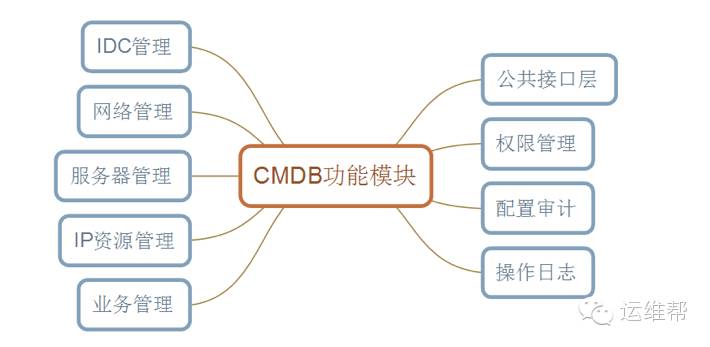 IDC管理
网络管理
服务器管理
IP资源管理
业务管理
CMDB功能模块
公共接口层
权限管理
配置审计
操作日志
运维帮